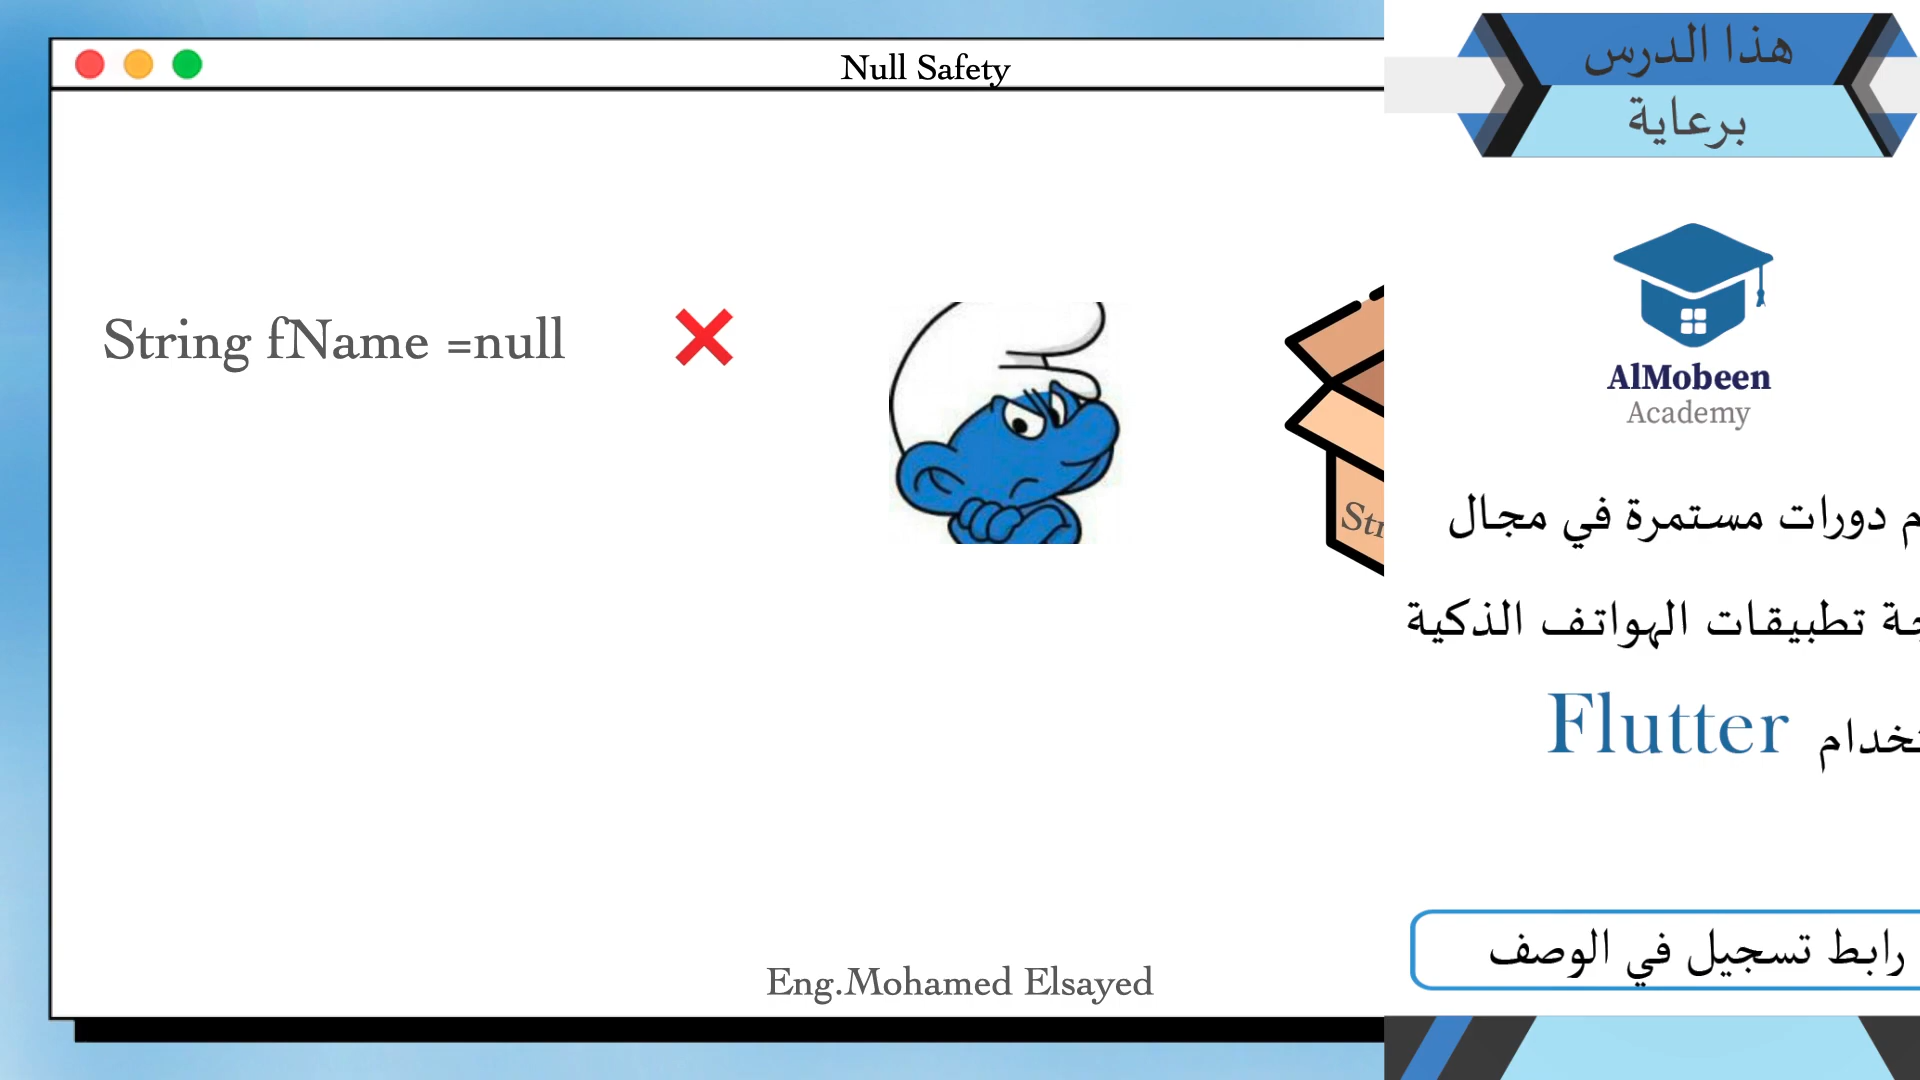 Null Safety
String fName =null
Eng.Mohamed Elsayed
هذا الدرس
برعاية
AlMobeen
Academy
دورات مستمرة في مجال
تطبيقات الهواتف الذكية
Flutter
رابط تسجيل في الوصف